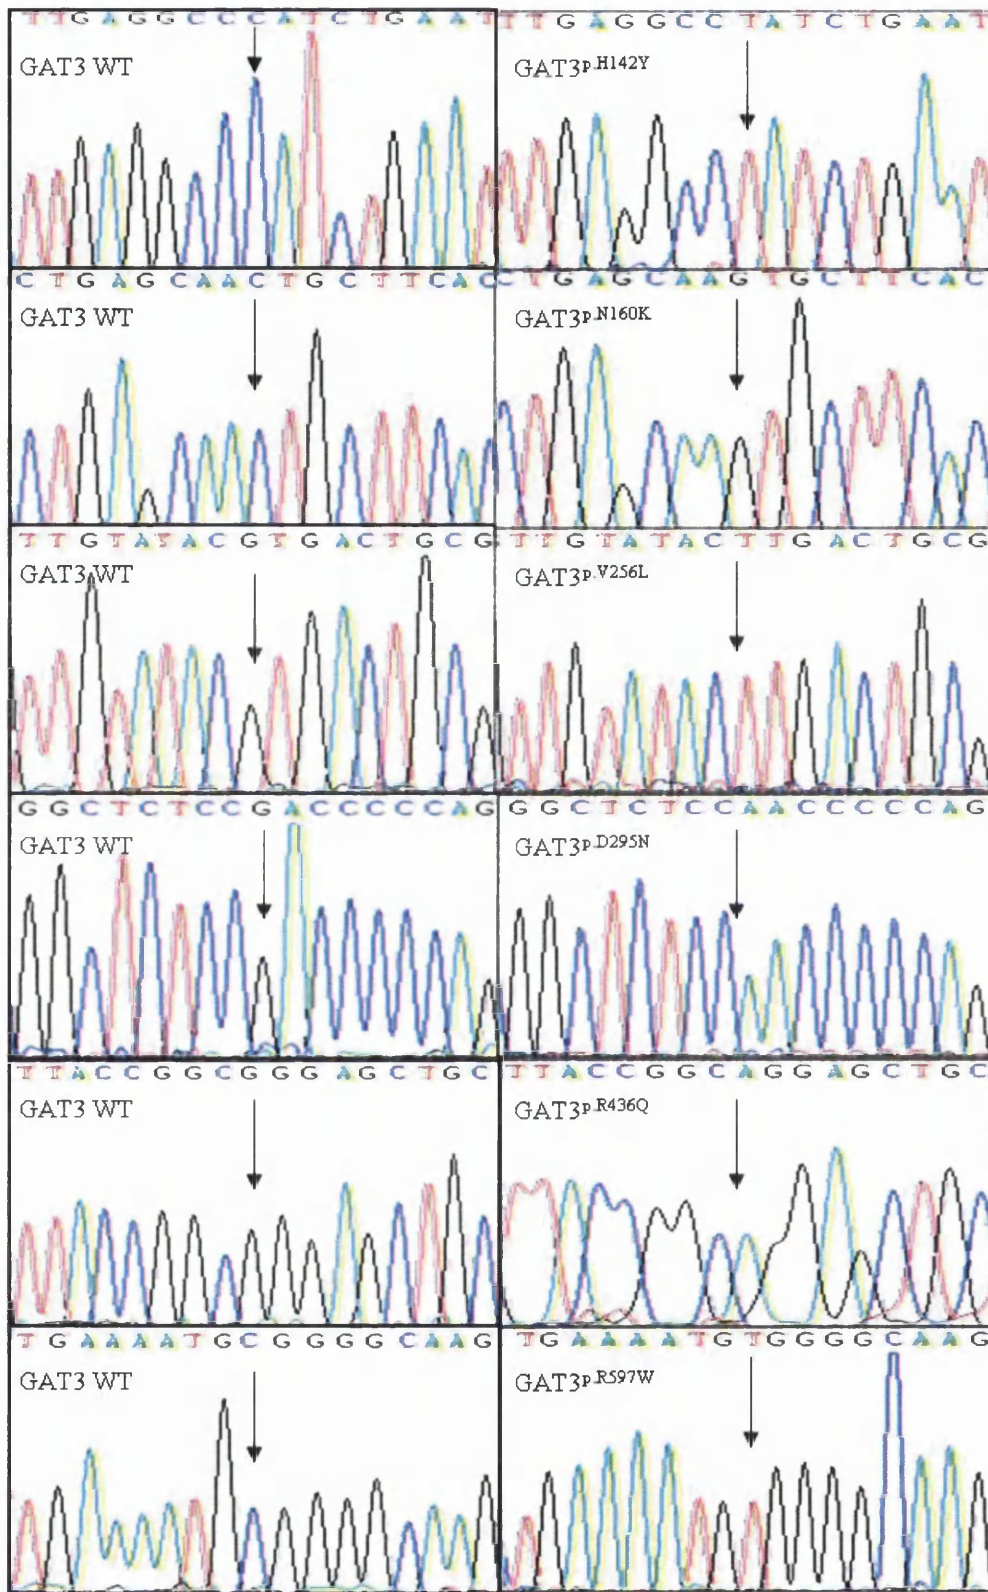 T T G A G G C C C A T C T G A A T
GAT3 WT
T T G A G G C C T A T C T G A A T
GAT3p.H142Y
C T G A G C A A C T G C T T C A C
GAT3 WT
C T G A G C A A G T G C T T C A C
GAT3p.N160K
T T G T A T A C G T G A C T G C G
GAT3 WT
T T G T A T A C T T G A C T G C G
GAT3p.V256L
G G C T C T C C G A C C C C C A G
GAT3 WT
G G C T C T C C A A C C C C C A G
GAT3p.D295N
T T A C C G G C G G G A G C T G C
GAT3 WT
T T A C C G G C A G G A G C T G C
GAT3p.R436Q
T G A A A A T G C G G G G C A A G
GAT3 WT
T G A A A A T G T G G G G C A A G
GAT3p.R597W